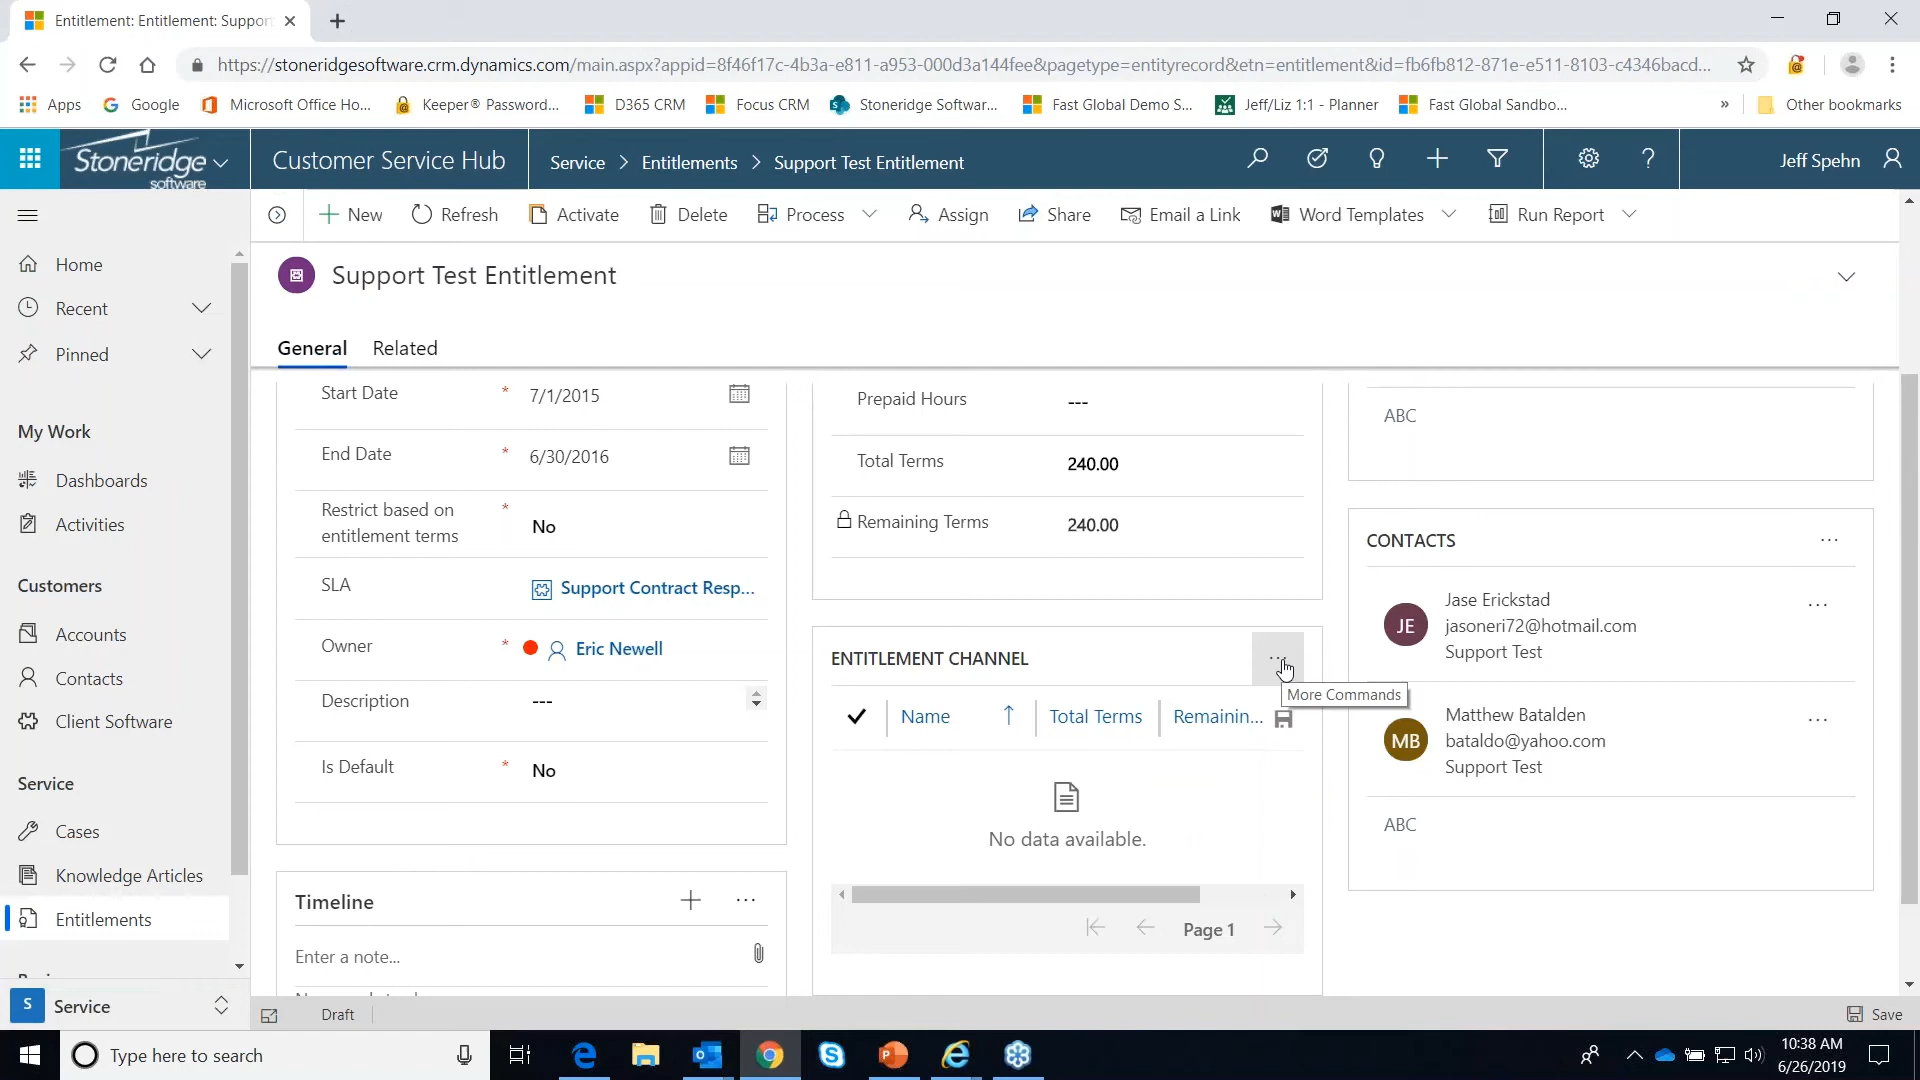 Entitlement: Entitlement: Suppor
https://stoneridgesoftware.crm.dynamics.com/main.aspx?appid=8f46f17c-4b3a-e811-a953-000d3a144fee&pagetype=entityrecord&etn=entitlement&id=fb6fb812-871e-e511-8103-c4346bacd...
Apps Google Microsoft Office Ho... Keeper® Password... D365 CRM Focus CRM Stoneridge Softwar... Fast Global Demo S... Jeff/Liz 1:1 - Planner Fast Global Sandbo... » Other bookmarks
Stoneridge software Customer Service Hub Service > Entitlements > Support Test Entitlement Jeff Spehn
New Refresh Activate Delete Process Assign Share Email a Link Word Templates Run Report
Home
Recent
Pinned
My Work
Dashboards
Activities
Customers
Accounts
Contacts
Client Software
Service
Cases
Knowledge Articles
Entitlements
S Service
Support Test Entitlement
General Related
Start Date * 7/1/2015
End Date * 6/30/2016
Restrict based on entitlement terms * No
SLA Support Contract Resp...
Owner * Eric Newell
Description ---
Is Default * No
Timeline
Enter a note...
Prepaid Hours ---
Total Terms 240.00
Remaining Terms 240.00
ENTITLEMENT CHANNEL ...
More Commands
Name Total Terms Remainin...
No data available.
Page 1
ABC
CONTACTS
JE
Jase Erickstad
jasoneri72@hotmail.com
Support Test
MB
Matthew Batalden
bataldo@yahoo.com
Support Test
ABC
Draft
Save
Type here to search
10:38 AM
6/26/2019